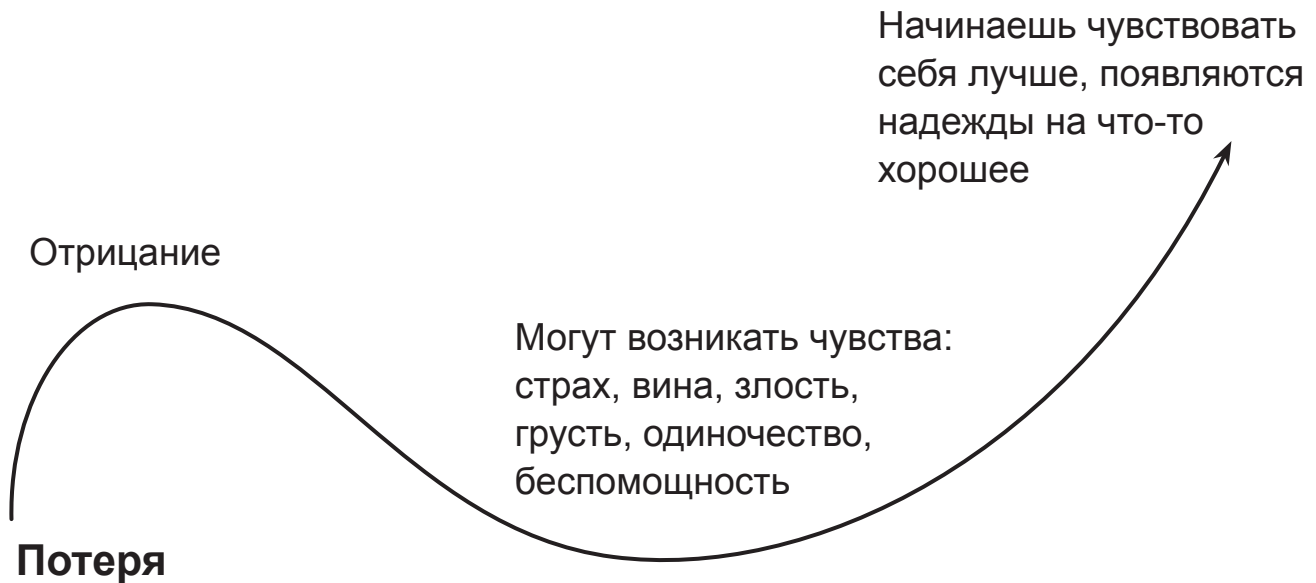 Начинаешь чувствовать
себя лучше, появляются
надежды на что-то
хорошее
Отрицание
Могут возникать чувства:
страх, вина, злость,
грусть, одиночество,
беспомощность
Потеря